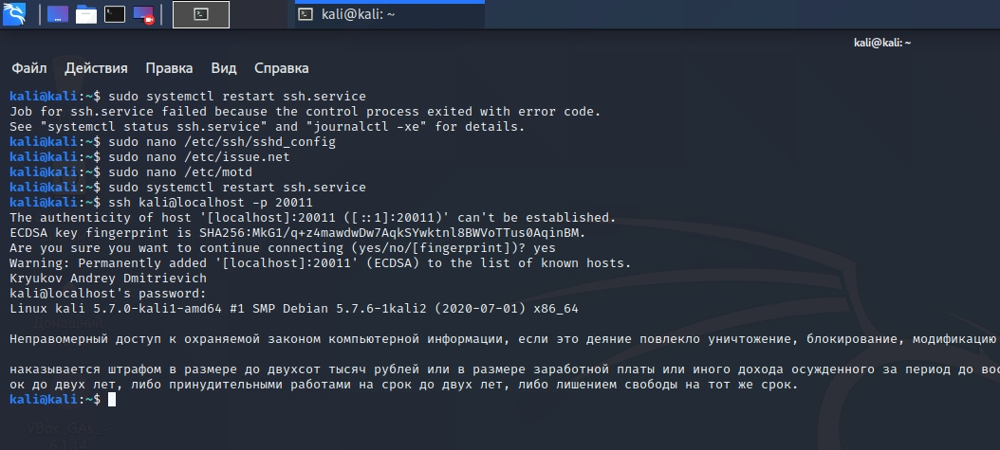 kali@kali: ~
kali@kali: ~
Файл Действия Правка Вид Справка
kali@kali:~$ sudo systemctl restart ssh.service
Job for ssh.service failed because the control process exited with error code.
See "systemctl status ssh.service" and "journalctl -xe" for details.
kali@kali:~$ sudo nano /etc/ssh/sshd_config
kali@kali:~$ sudo nano /etc/issue.net
kali@kali:~$ sudo nano /etc/motd
kali@kali:~$ sudo systemctl restart ssh.service
kali@kali:~$ ssh kali@localhost -p 20011
The authenticity of host '[localhost]:20011 ([::1]:20011)' can't be established.
ECDSA key fingerprint is SHA256:MkG1/q+z4mawdwDw7AqkSYwktnl8BWVoTTus0AqinBM.
Are you sure you want to continue connecting (yes/no/[fingerprint])? yes
Warning: Permanently added '[localhost]:20011' (ECDSA) to the list of known hosts.
Kryukov Andrey Dmitrievich
kali@localhost's password:
Linux kali 5.7.0-kali1-amd64 #1 SMP Debian 5.7.6-1kali2 (2020-07-01) x86_64
Домашний
Неправомерный доступ к охраняемой законом компьютерной информации, если это деяние повлекло уничтожение, блокирование, модификацию
наказывается штрафом в размере до двухсот тысяч рублей или в размере заработной платы или иного дохода осужденного за период до вос
ок до двух лет, либо принудительными работами на срок до двух лет, либо лишением свободы на тот же срок.
kali@kali:~$
VBox_GAs_
6.1.14